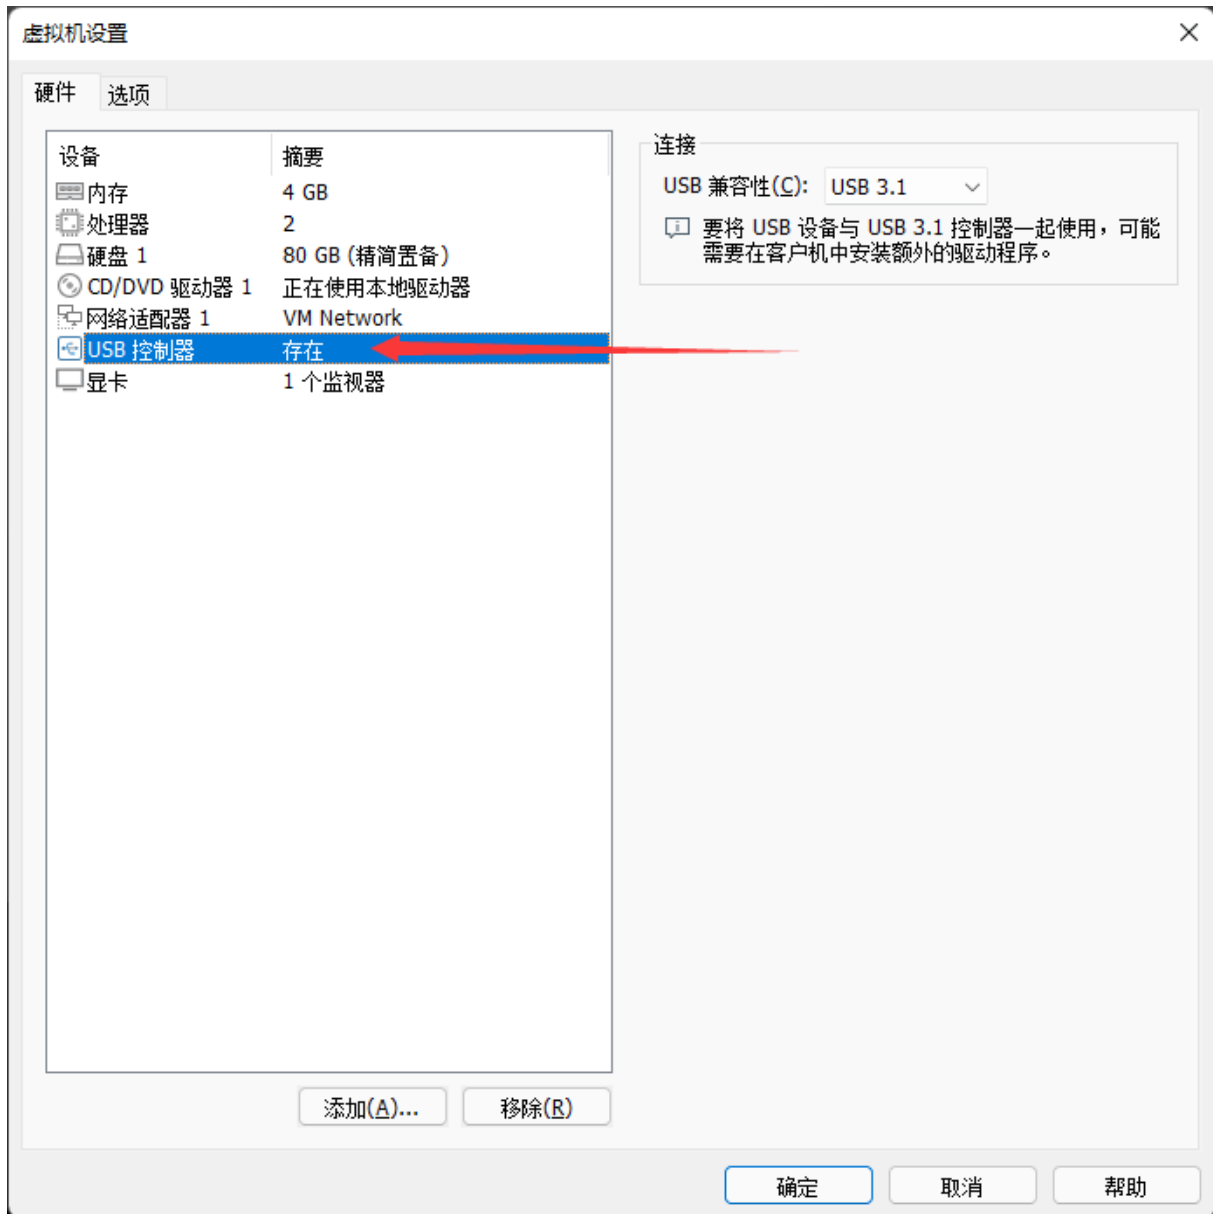 虚拟机设置
硬件 选项
设备 摘要
内存 4 GB
处理器 2
硬盘 1 80 GB (精简置备)
CD/DVD 驱动器 1 正在使用本地驱动器
网络适配器 1 VM Network
USB 控制器 存在
显卡 1 个监视器
添加(A)... 移除(R)
连接
USB 兼容性(C): USB 3.1
要将 USB 设备与 USB 3.1 控制器一起使用，可能
需要在客户机中安装额外的驱动程序。
确定 取消 帮助